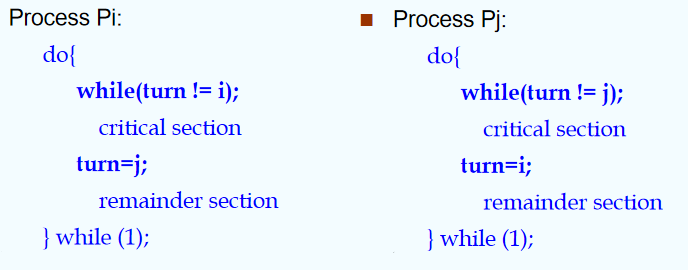 Process Pi:
do{
while(turn != i);
critical section
turn=j;
remainder section
} while (1);
Process Pj:
do{
while(turn != j);
critical section
turn=i;
remainder section
} while (1);